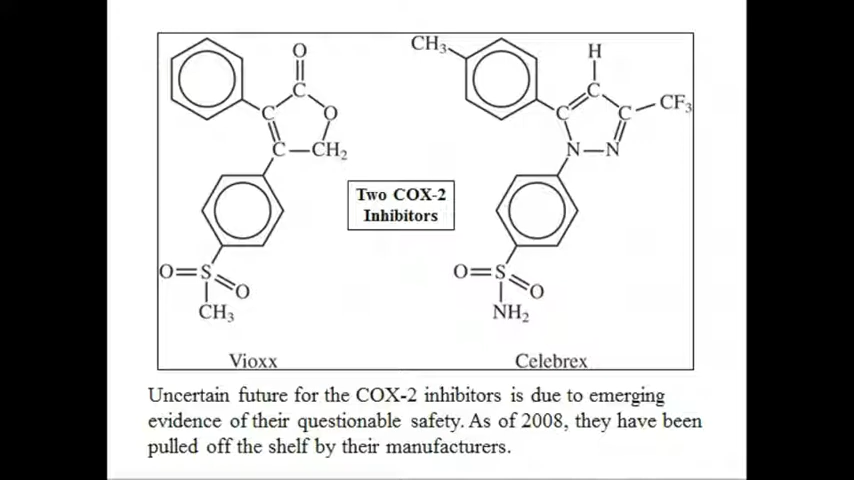 O
C
C
O
C—CH₂
O=S
O
CH₃
Vioxx
Two COX-2
Inhibitors
CH₃
H
C
C
C
CF₃
N—N
O=S
O
NH₂
Celebrex
Uncertain future for the COX-2 inhibitors is due to emerging
evidence of their questionable safety. As of 2008, they have been
pulled off the shelf by their manufacturers.